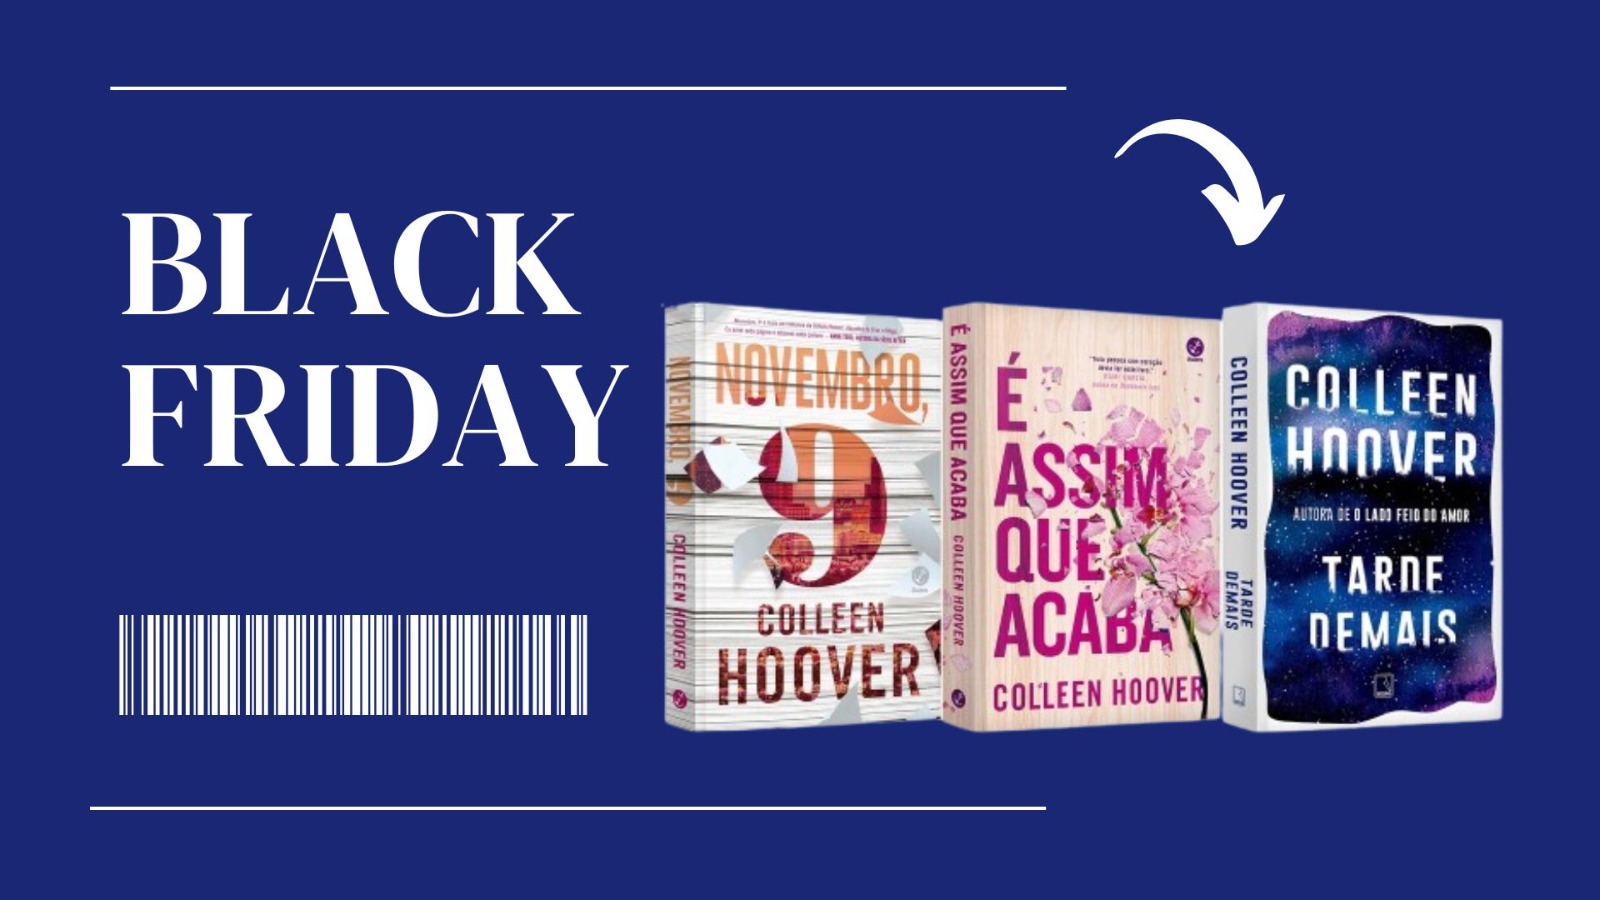 BLACK
FRIDAY
NOVEMBRO,
9
COLLEEN
HOOVER
NOVEMBRO, 9
COLLEEN HOOVER
É
ASSIM
QUE
ACABA
COLLEEN HOOVER
É ASSIM QUE ACABA
COLLEEN HOOVER
COLLEEN
HOOVER
AUTORA DE O LADO FEIO DO AMOR
TARDE
DEMAIS
COLLEEN HOOVER
TARDE
DEMAIS